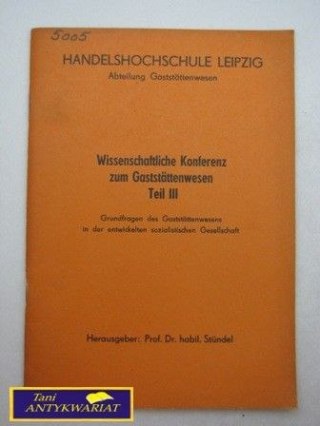 5005
HANDELSHOCHSCHULE LEIPZIG
Abteilung Gaststättenwesen
Wissenschaftliche Konferenz
zum Gaststättenwesen
Teil III
Grundfragen des Gaststättenwesens
in der entwickelten sozialistischen Gesellschaft
Herausgeber: Prof. Dr. habil. Stündel
Tani
ANTYKWARIAT